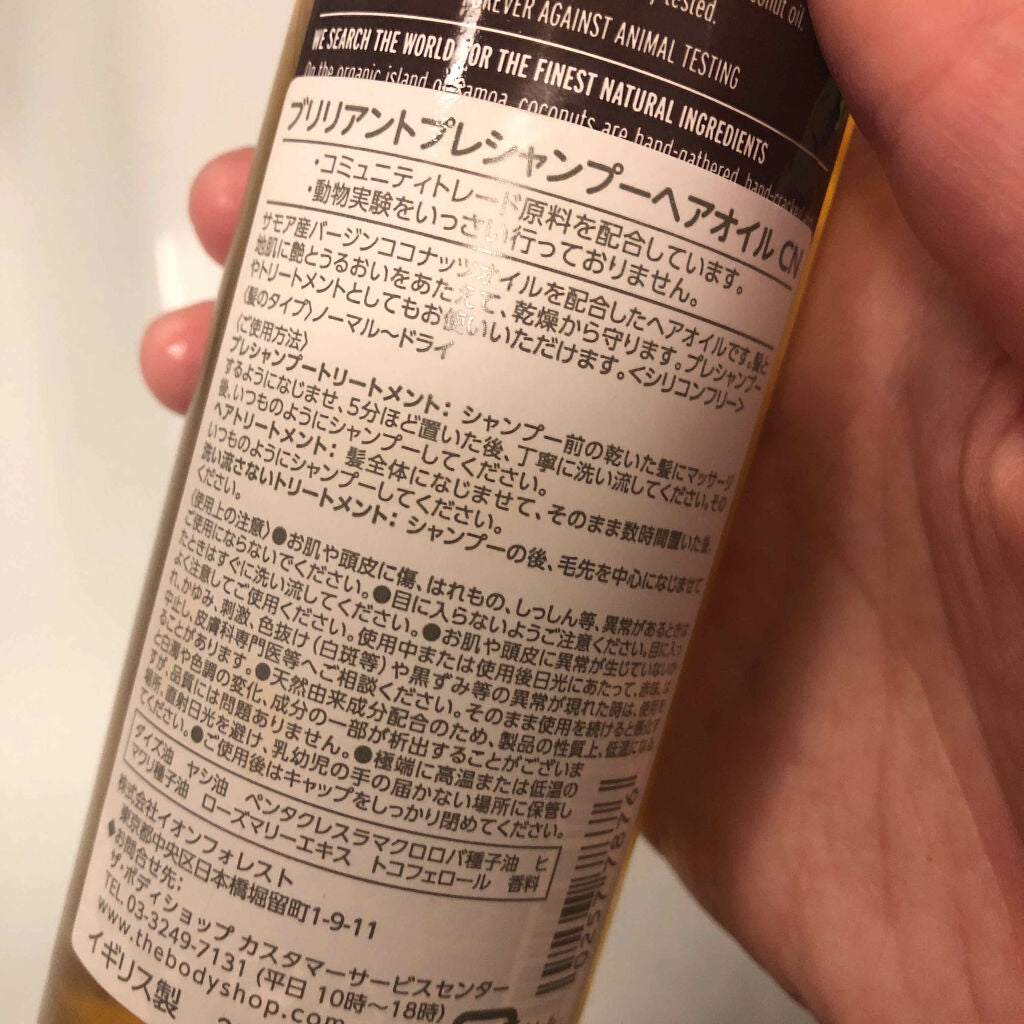 tested.
oconut oil.
EVER AGAINST ANIMAL TESTING
WE SEARCH THE WORLD FOR THE FINEST NATURAL INGREDIENTS
On the organic island of Samoa, coconuts are hand-gathered, hand-cracked
ブリリアントプレシャンプーヘアオイル CN
・コミュニティトレード原料を配合しています。
・動物実験をいっさい行っておりません。
サモア産バージンココナッツオイルを配合したヘアオイルです。髪と
地肌に艶とうるおいをあたえて、乾燥から守ります。プレシャンプー
やトリートメントとしてもお使いいただけます。<シリコンフリー>
〈髪のタイプ〉ノーマル〜ドライ
〈ご使用方法〉
プレシャンプートリートメント： シャンプー前の乾いた髪にマッサージ
するようになじませ、5分ほど置いた後、丁寧に洗い流してください。その
後、いつものようにシャンプーしてください。
ヘアトリートメント： 髪全体になじませて、そのまま数時間置いた後、
いつものようにシャンプーしてください。
洗い流さないトリートメント： シャンプーの後、毛先を中心になじませて
ください。
〈使用上の注意〉●お肌や頭皮に傷、はれもの、しっしん等、異常があるときは
ご使用にならないでください。●目に入らないようご注意ください。目に入っ
たときはすぐに洗い流してください。●お肌や頭皮に異常が生じていないか
よく注意してご使用ください。使用中または使用後日光にあたって、赤味、は
れ、かゆみ、刺激、色抜け(白斑等)や黒ずみ等の異常が現れた時は、使用を
中止し、皮膚科専門医等へご相談ください。そのまま使用を続けると悪化す
ることがあります。●天然由来成分配合のため、製品の性質上、低温になる
と白濁や色調の変化、成分の一部が析出することがございま
すが、品質には問題ありません。●極端に高温または低温の
場所、直射日光を避け、乳幼児の手の届かない場所に保管し
てください。●ご使用後はキャップをしっかり閉めてください。
ダイズ油 ヤシ油 ペンタクレスラマクロロバ種子油 ヒ
マワリ種子油 ローズマリーエキス トコフェロール 香料
株式会社イオンフォレスト
東京都中央区日本橋堀留町1-9-11
◆お問合せ先：
ザ・ボディショップ カスタマーサービスセンター
TEL. 03-3249-7131 (平日 10時〜18時)
www.thebodyshop.com
イギリス製